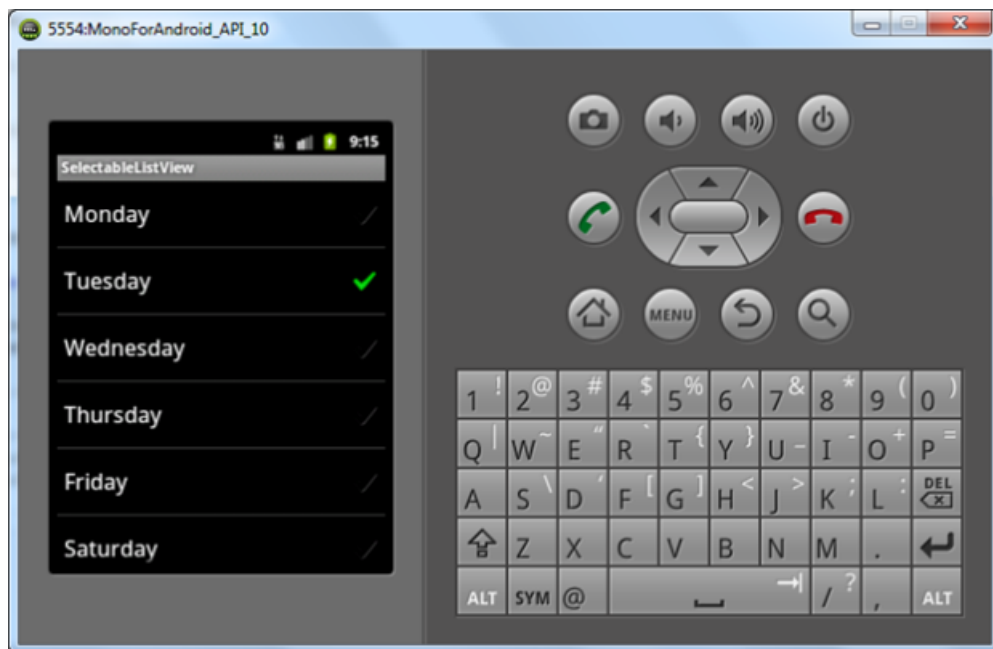 5554:MonoForAndroid_API_10
9:15
SelectableListView
Monday
Tuesday
Wednesday
Thursday
Friday
Saturday
MENU
1 ! 2 @ 3 # 4 $ 5 % 6 ^ 7 & 8 * 9 ( 0 )
Q | W ~ E “ R ` T { Y } U _ I - O + P =
A S \ D ‘ F [ G ] H < J > K ; L : DEL
Z X C V B N M .
ALT SYM @ / ? , ALT